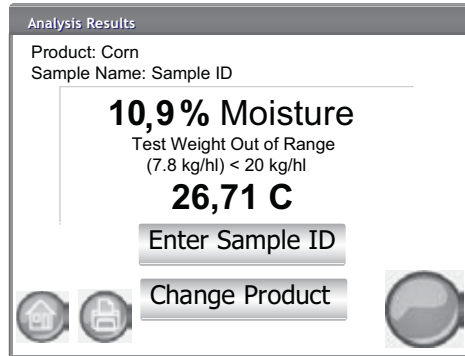 Analysis Results
Product: Corn
Sample Name: Sample ID
10,9% Moisture
Test Weight Out of Range
(7.8 kg/hl) < 20 kg/hl
26,71 C
Enter Sample ID
Change Product